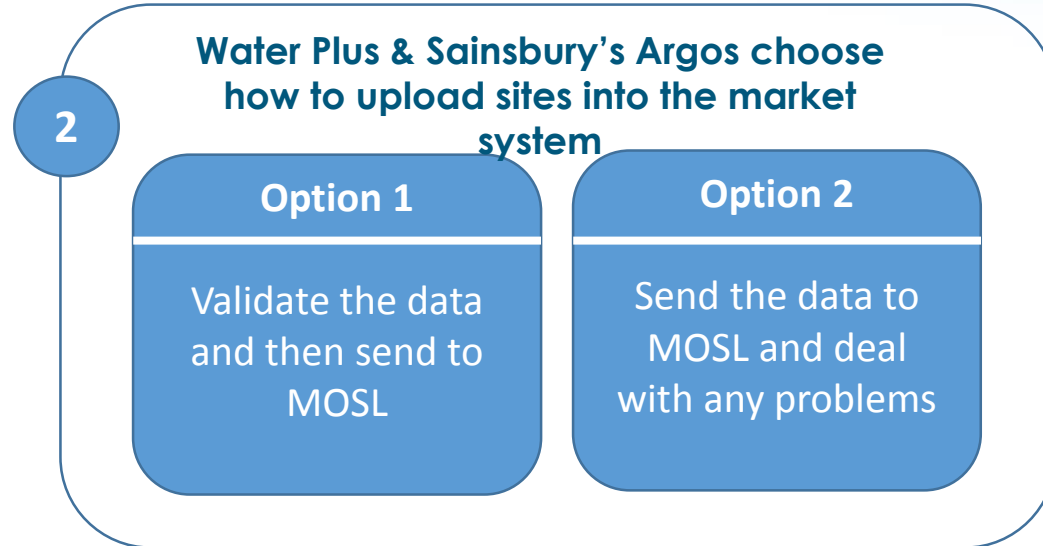 Water Plus & Sainsbury’s Argos choose
how to upload sites into the market
system
2
Option 1
Validate the data
and then send to
MOSL
Option 2
Send the data to
MOSL and deal
with any problems